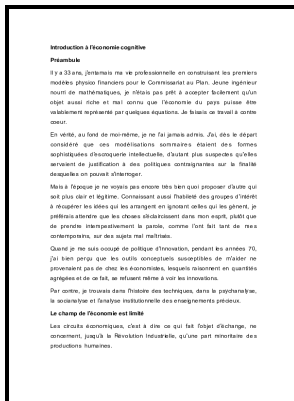 Introduction à l'économie cognitive
Préambule
Il y a 33 ans, j'entamais ma vie professionnelle en construisant les premiers
modèles physico financiers pour le Commissariat au Plan. Jeune ingénieur
nourri de mathématiques, je n'étais pas prêt à accepter facilement qu'un
objet aussi riche et mal connu que l'économie du pays puisse être
valablement représenté par quelques équations. Je faisais ce travail à contre
coeur.
En vérité, au fond de moi-même, je ne l'ai jamais admis. J'ai, dès le départ
considéré que ces modélisations sommaires étaient des formes
sophistiquées d'escroquerie intellectuelle, d'autant plus suspectes qu'elles
servaient de justification à des politiques contraignantes sur la finalité
desquelles on pouvait s'interroger.
Mais à l'époque je ne voyais pas encore très bien quoi proposer d'autre qui
soit plus clair et légitime. Connaissant aussi l'habileté des groupes d'intérêt
à récupérer les idées qui les arrangent en ignorant celles qui les gênent, je
préférais attendre que les choses s'éclaircissent dans mon esprit, plutôt que
de prendre intempestivement la parole, comme l'ont fait tant de mes
contemporains, sur des sujets mal maîtrisés.
Quand je me suis occupé de politique d'Innovation, pendant les années 70,
j'ai bien perçu que les outils conceptuels susceptibles de m'aider ne
provenaient pas de chez les économistes, lesquels raisonnent en quantités
agrégées et de ce fait, se refusent même à voir les innovations.
Par contre, je trouvais dans l'histoire des techniques, dans la psychanalyse,
la socianalyse et l'analyse institutionnelle des enseignements précieux.
Le champ de l'économie est limité
Les circuits économiques, c'est à dire ce qui fait l'objet d'échange, ne
concernent, jusqu'à la Révolution Industrielle, qu'une part minoritaire des
productions humaines.